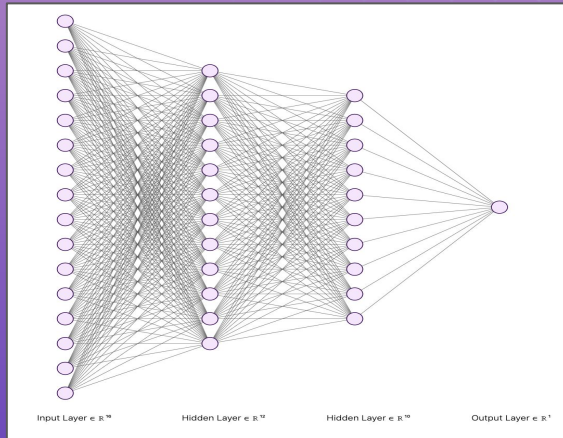 Input Layer ∈ ℝ¹⁶
Hidden Layer ∈ ℝ¹²
Hidden Layer ∈ ℝ¹⁰
Output Layer ∈ ℝ¹